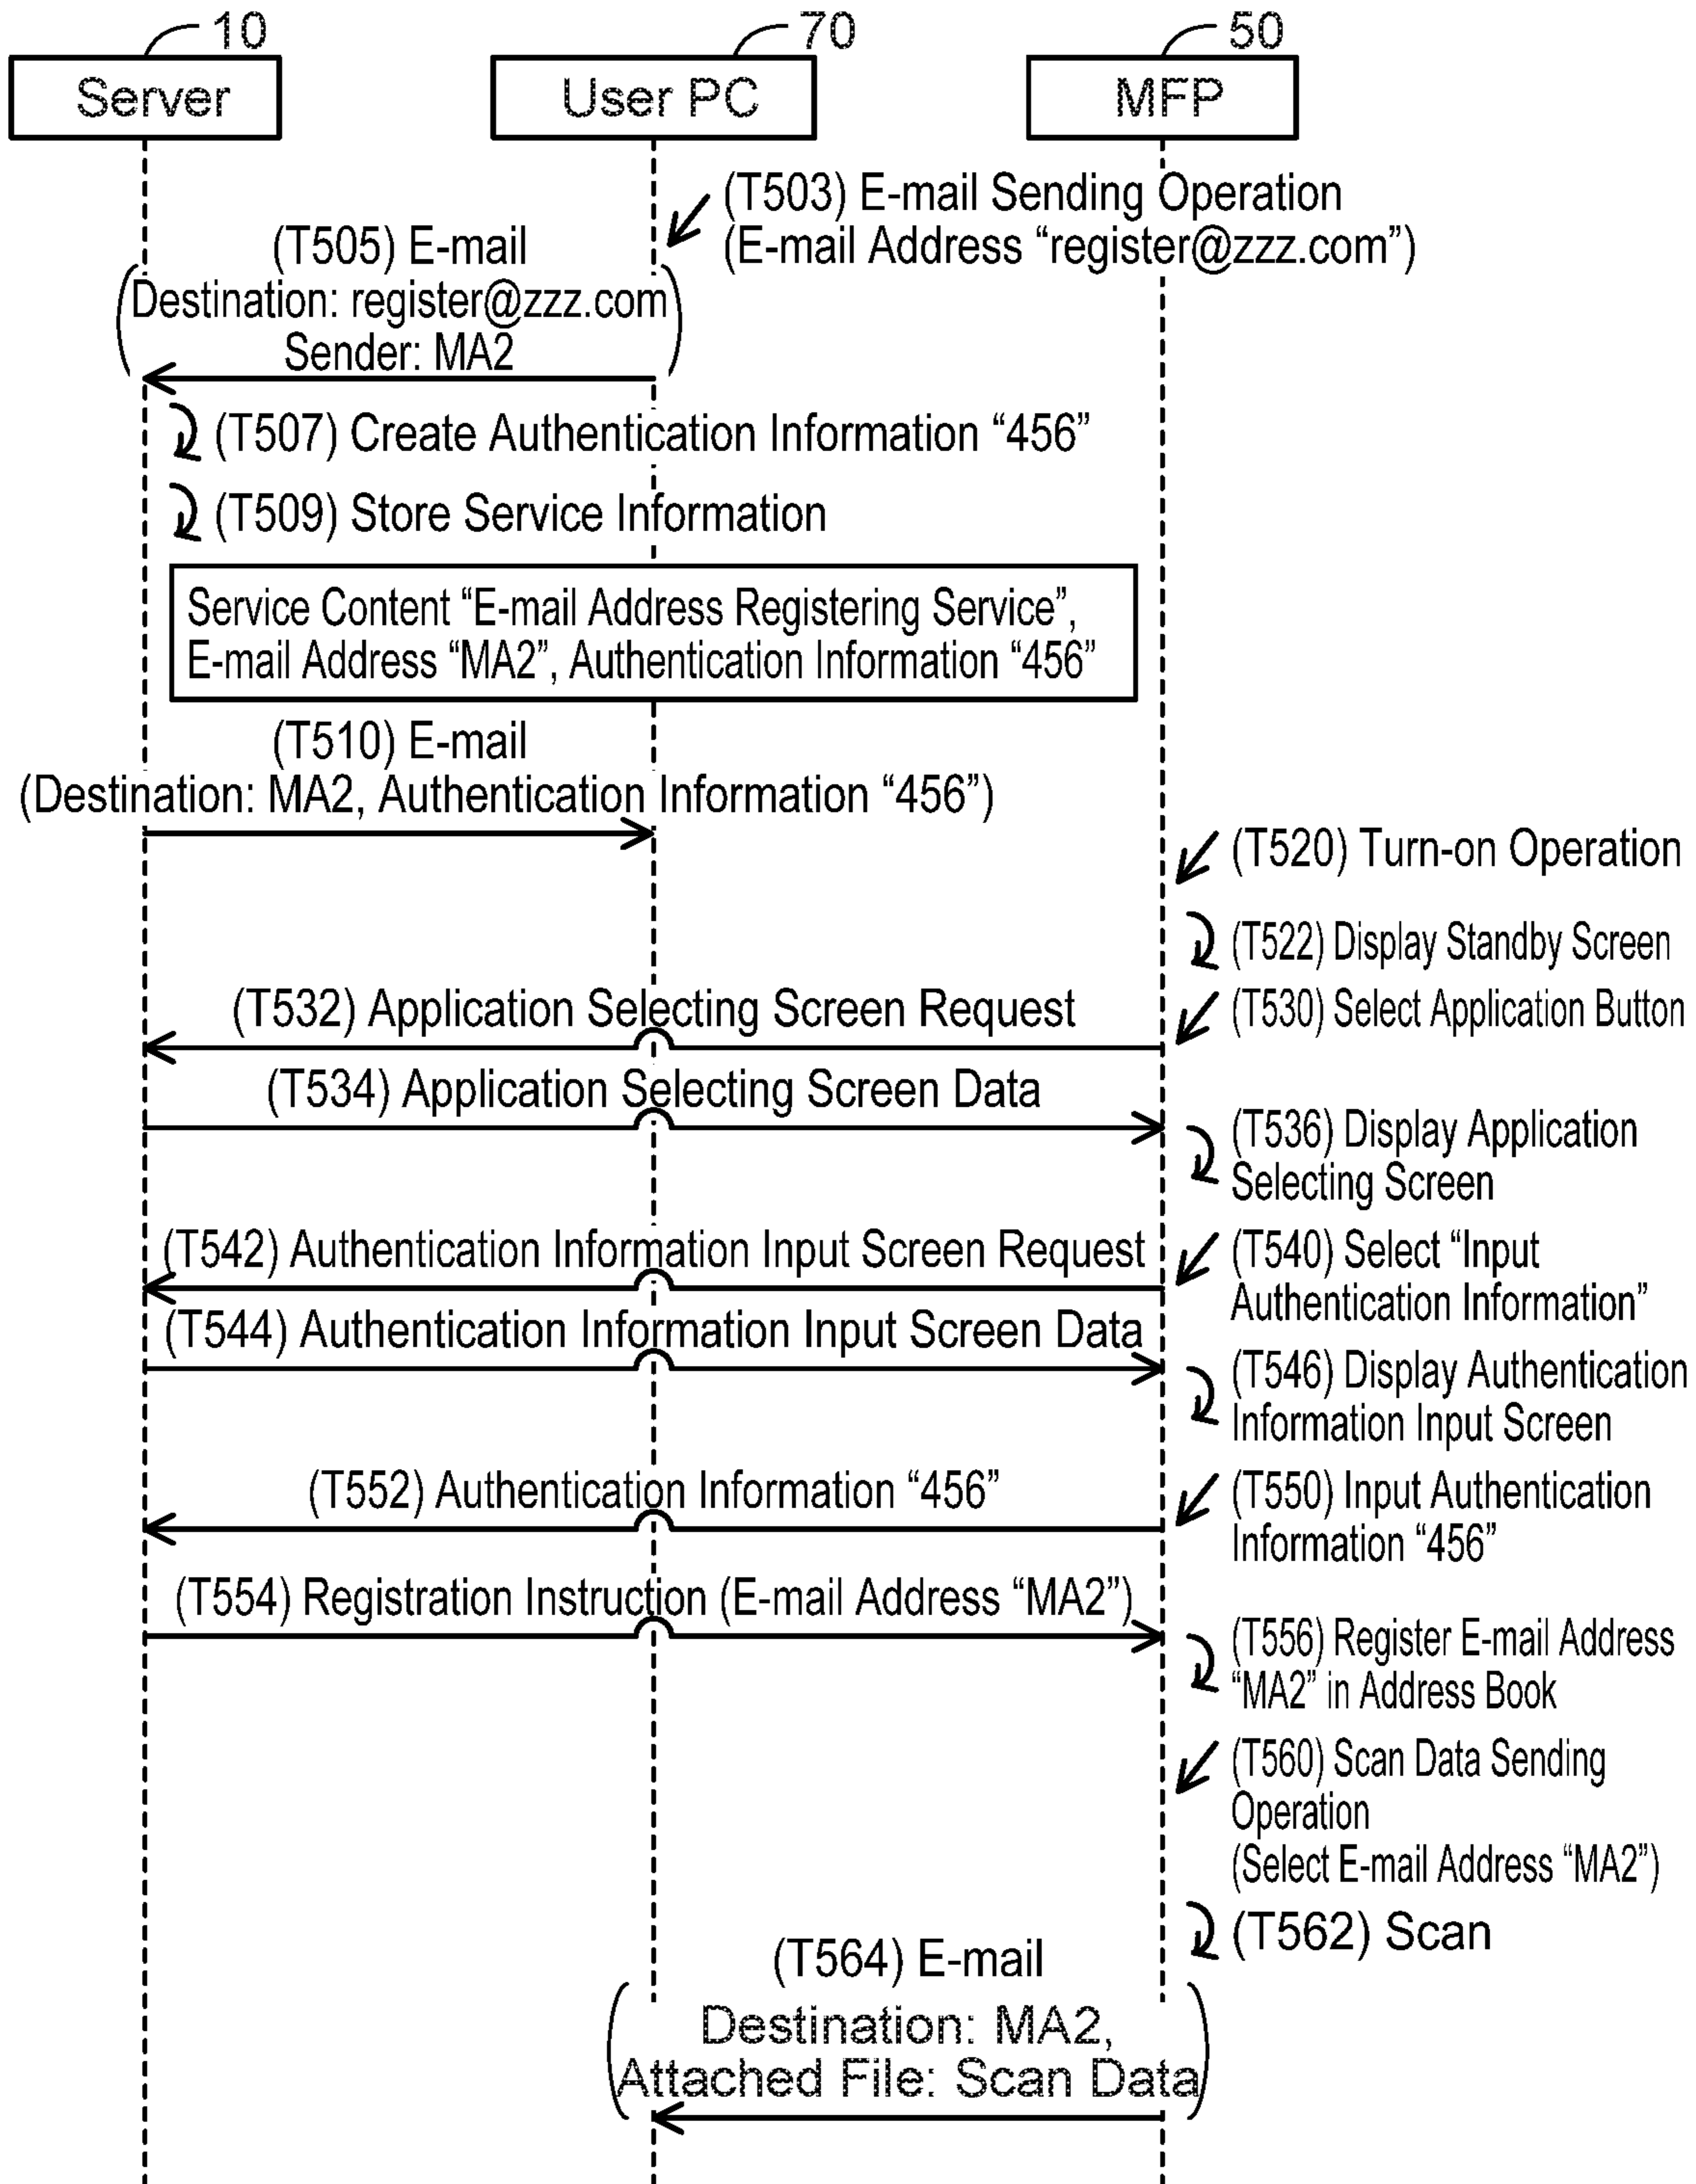 10
70
50
Server
User PC
MFP
(T503) E-mail Sending Operation
(E-mail Address “register@zzz.com”)
(T505) E-mail
(Destination: register@zzz.com
Sender: MA2)
(T507) Create Authentication Information “456”
(T509) Store Service Information
Service Content “E-mail Address Registering Service”,
E-mail Address “MA2”, Authentication Information “456”
(T510) E-mail
(Destination: MA2, Authentication Information “456”)
(T520) Turn-on Operation
(T522) Display Standby Screen
(T530) Select Application Button
(T532) Application Selecting Screen Request
(T534) Application Selecting Screen Data
(T536) Display Application
Selecting Screen
(T540) Select “Input
Authentication Information”
(T542) Authentication Information Input Screen Request
(T544) Authentication Information Input Screen Data
(T546) Display Authentication
Information Input Screen
(T550) Input Authentication
Information “456”
(T552) Authentication Information “456”
(T554) Registration Instruction (E-mail Address “MA2”)
(T556) Register E-mail Address
“MA2” in Address Book
(T560) Scan Data Sending
Operation
(Select E-mail Address “MA2”)
(T562) Scan
(T564) E-mail
(Destination: MA2,
Attached File: Scan Data)